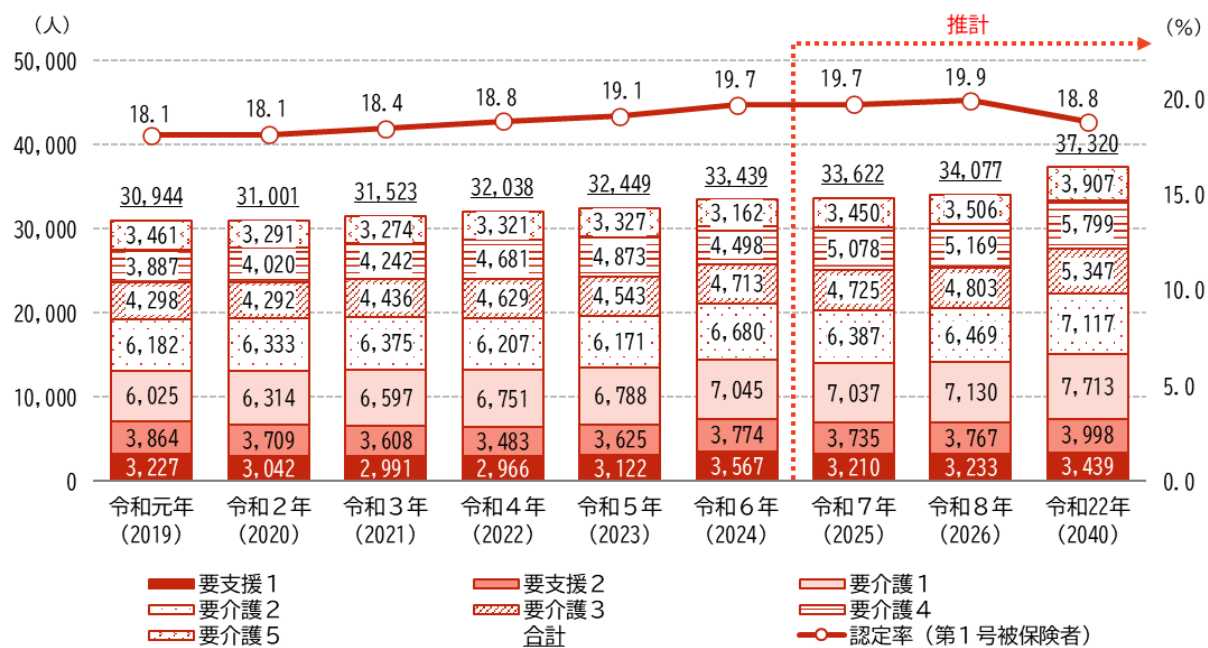 （人）
推計
（%）
50,000
40,000
30,000
20,000
10,000
0
20.0
15.0
10.0
5.0
0.0
18.1 18.1 18.4 18.8 19.1 19.7 19.7 19.9 18.8
30,944 31,001 31,523 32,038 32,449 33,439 33,622 34,077 37,320
3,461 3,291 3,274 3,321 3,327 3,162 3,450 3,506 3,907
3,887 4,020 4,242 4,681 4,873 4,498 5,078 5,169 5,799
4,298 4,292 4,436 4,629 4,543 4,713 4,725 4,803 5,347
6,182 6,333 6,375 6,207 6,171 6,680 6,387 6,469 7,117
6,025 6,314 6,597 6,751 6,788 7,045 7,037 7,130 7,713
3,864 3,709 3,608 3,483 3,625 3,774 3,735 3,767 3,998
3,227 3,042 2,991 2,966 3,122 3,567 3,210 3,233 3,439
令和元年 令和２年 令和３年 令和４年 令和５年 令和６年 令和７年 令和８年 令和22年
（2019） （2020） （2021） （2022） （2023） （2024） （2025） （2026） （2040）
要支援１ 要支援２ 要介護１
要介護２ 要介護３ 要介護４
要介護５ 合計 認定率（第１号被保険者）